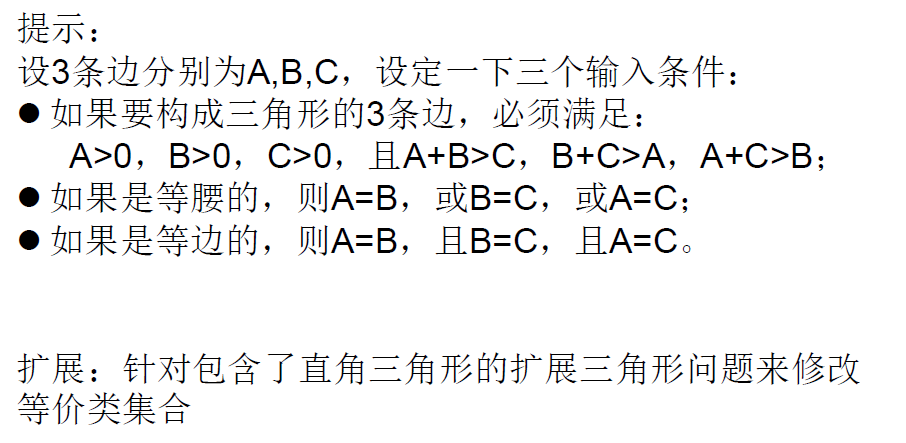 提示：
设3条边分别为A,B,C，设定一下三个输入条件：
● 如果要构成三角形的3条边，必须满足：
A>0，B>0，C>0，且A+B>C，B+C>A，A+C>B；
● 如果是等腰的，则A=B，或B=C，或A=C；
● 如果是等边的，则A=B，且B=C，且A=C。
扩展：针对包含了直角三角形的扩展三角形问题来修改
等价类集合